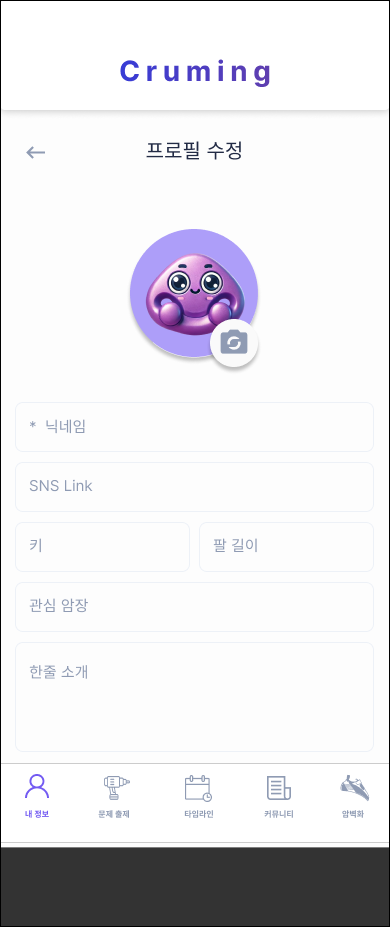 Cruming
프로필 수정
* 닉네임
SNS Link
키
팔 길이
관심 암장
한줄 소개
내 정보
문제 출제
타임라인
커뮤니티
암벽화